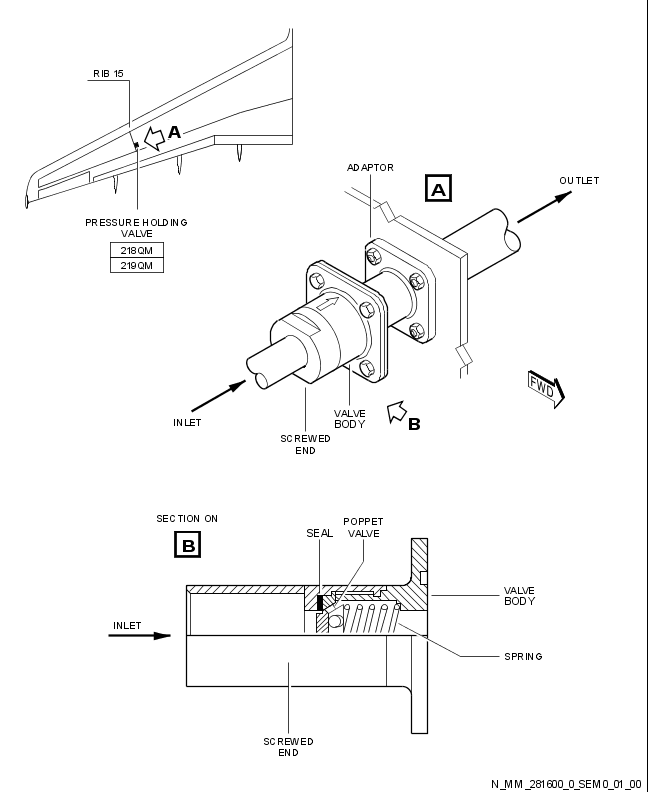 RIB 15
A
PRESSURE HOLDING
VALVE
218QM
219QM
ADAPTOR
A
OUTLET
FWD
INLET
VALVE
BODY
B
SCREWED
END
SECTION ON
B
SEAL
POPPET
VALVE
VALVE
BODY
INLET
SPRING
SCREWED
END
N_MM_281600_0_SEM0_01_00